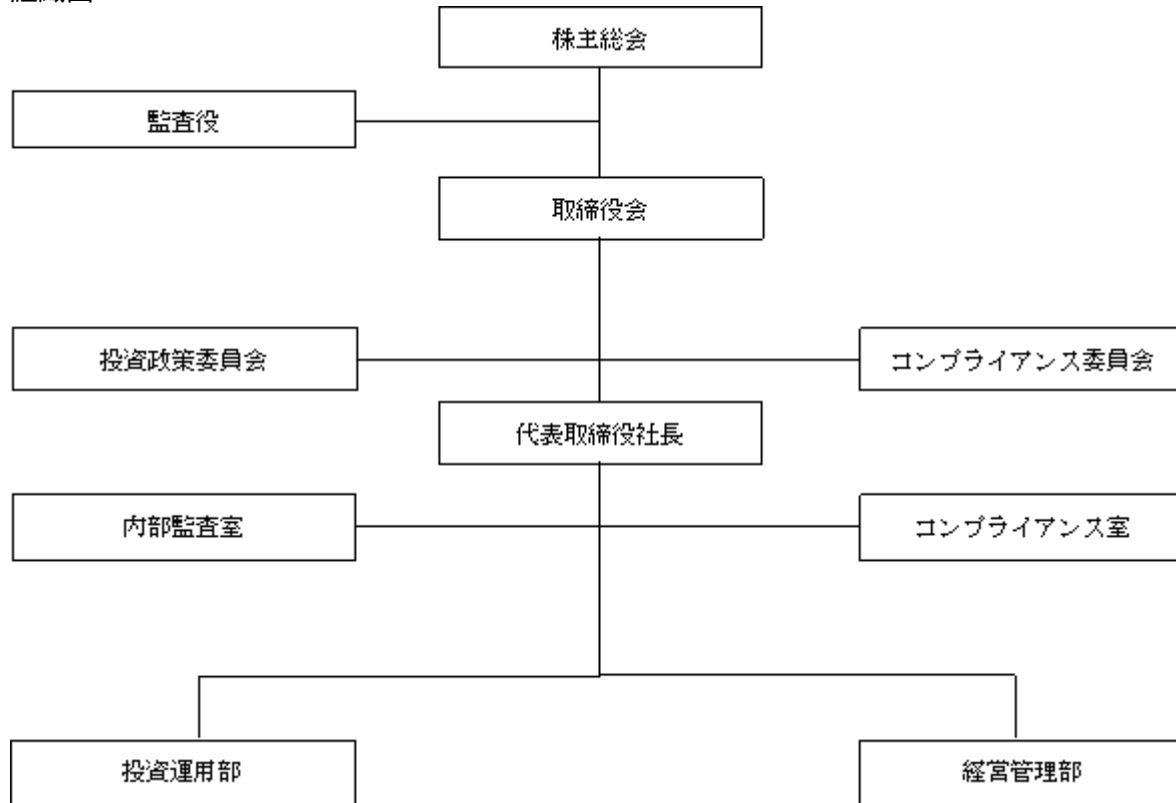 株主総会
監査役
取締役会
投資政策委員会
コンプライアンス委員会
代表取締役社長
内部監査室
コンプライアンス室
投資運用部
経営管理部